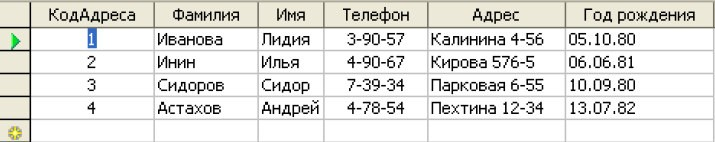 КодАдреса Фамилия Имя Телефон Адрес Год рождения
1 Иванова Лидия 3-90-57 Калинина 4-56 05.10.80
2 Инин Илья 4-90-67 Кирова 576-5 06.06.81
3 Сидоров Сидор 7-39-34 Парковая 6-55 10.09.80
4 Астахов Андрей 4-78-54 Пехтина 12-34 13.07.82